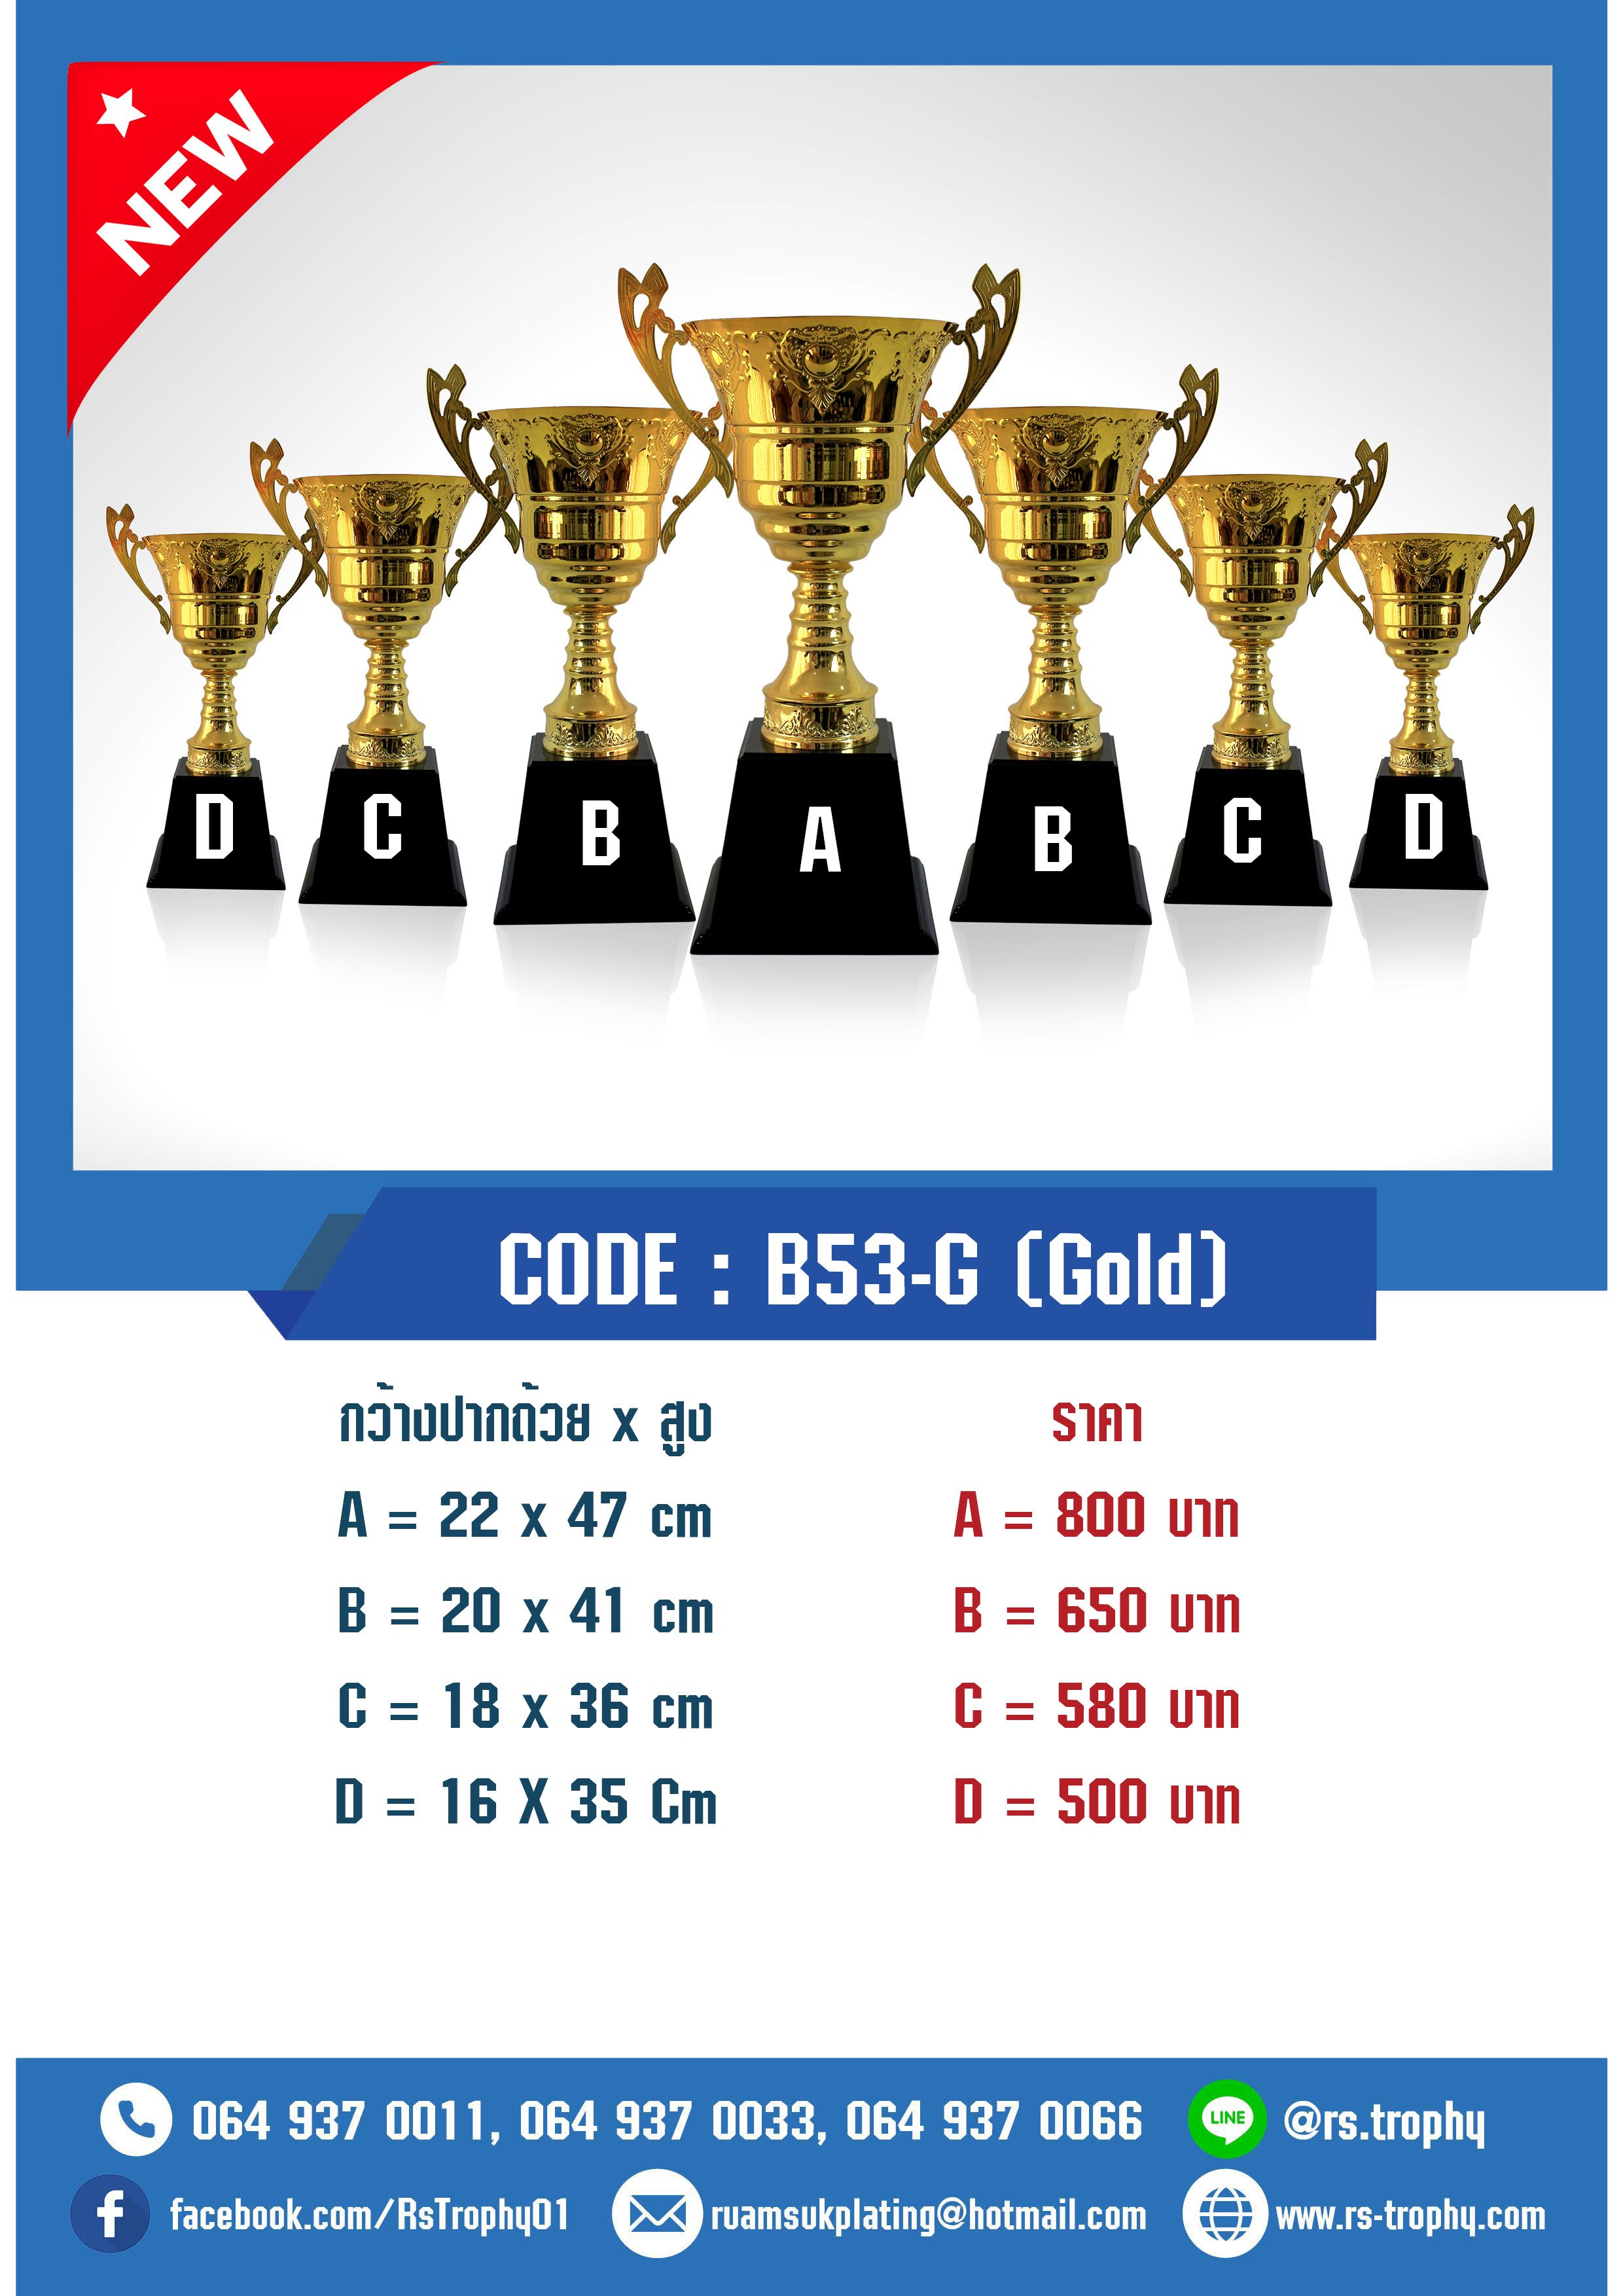 NEW
D C B A B C D
CODE : B53-G (Gold)
กว้างปากถ้วย x สูง
ราคา
A = 22 x 47 cm
A = 800 บาท
B = 20 x 41 cm
B = 650 บาท
C = 18 x 36 cm
C = 580 บาท
D = 16 X 35 Cm
D = 500 บาท
064 937 0011, 064 937 0033, 064 937 0066
LINE @rs.trophy
f facebook.com/RsTrophy01
ruamsukplating@hotmail.com
www.rs-trophy.com